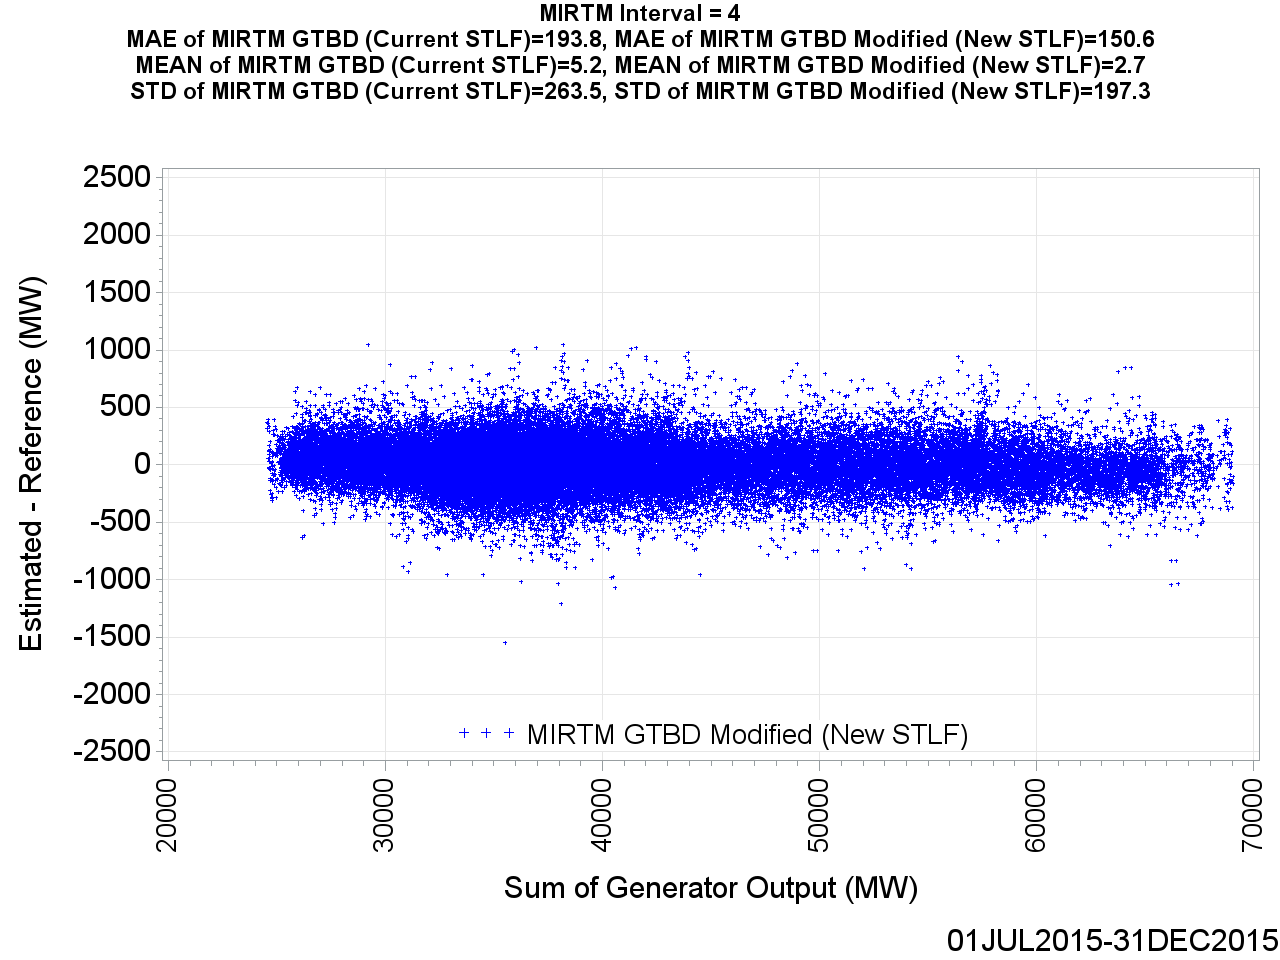 MIRTM Interval = 4
MAE of MIRTM GTBD (Current STLF)=193.8, MAE of MIRTM GTBD Modified (New STLF)=150.6
MEAN of MIRTM GTBD (Current STLF)=5.2, MEAN of MIRTM GTBD Modified (New STLF)=2.7
STD of MIRTM GTBD (Current STLF)=263.5, STD of MIRTM GTBD Modified (New STLF)=197.3
Estimated - Reference (MW)
2500
2000
1500
1000
500
0
-500
-1000
-1500
-2000
-2500
MIRTM GTBD Modified (New STLF)
20000
30000
40000
50000
60000
70000
Sum of Generator Output (MW)
01JUL2015-31DEC2015